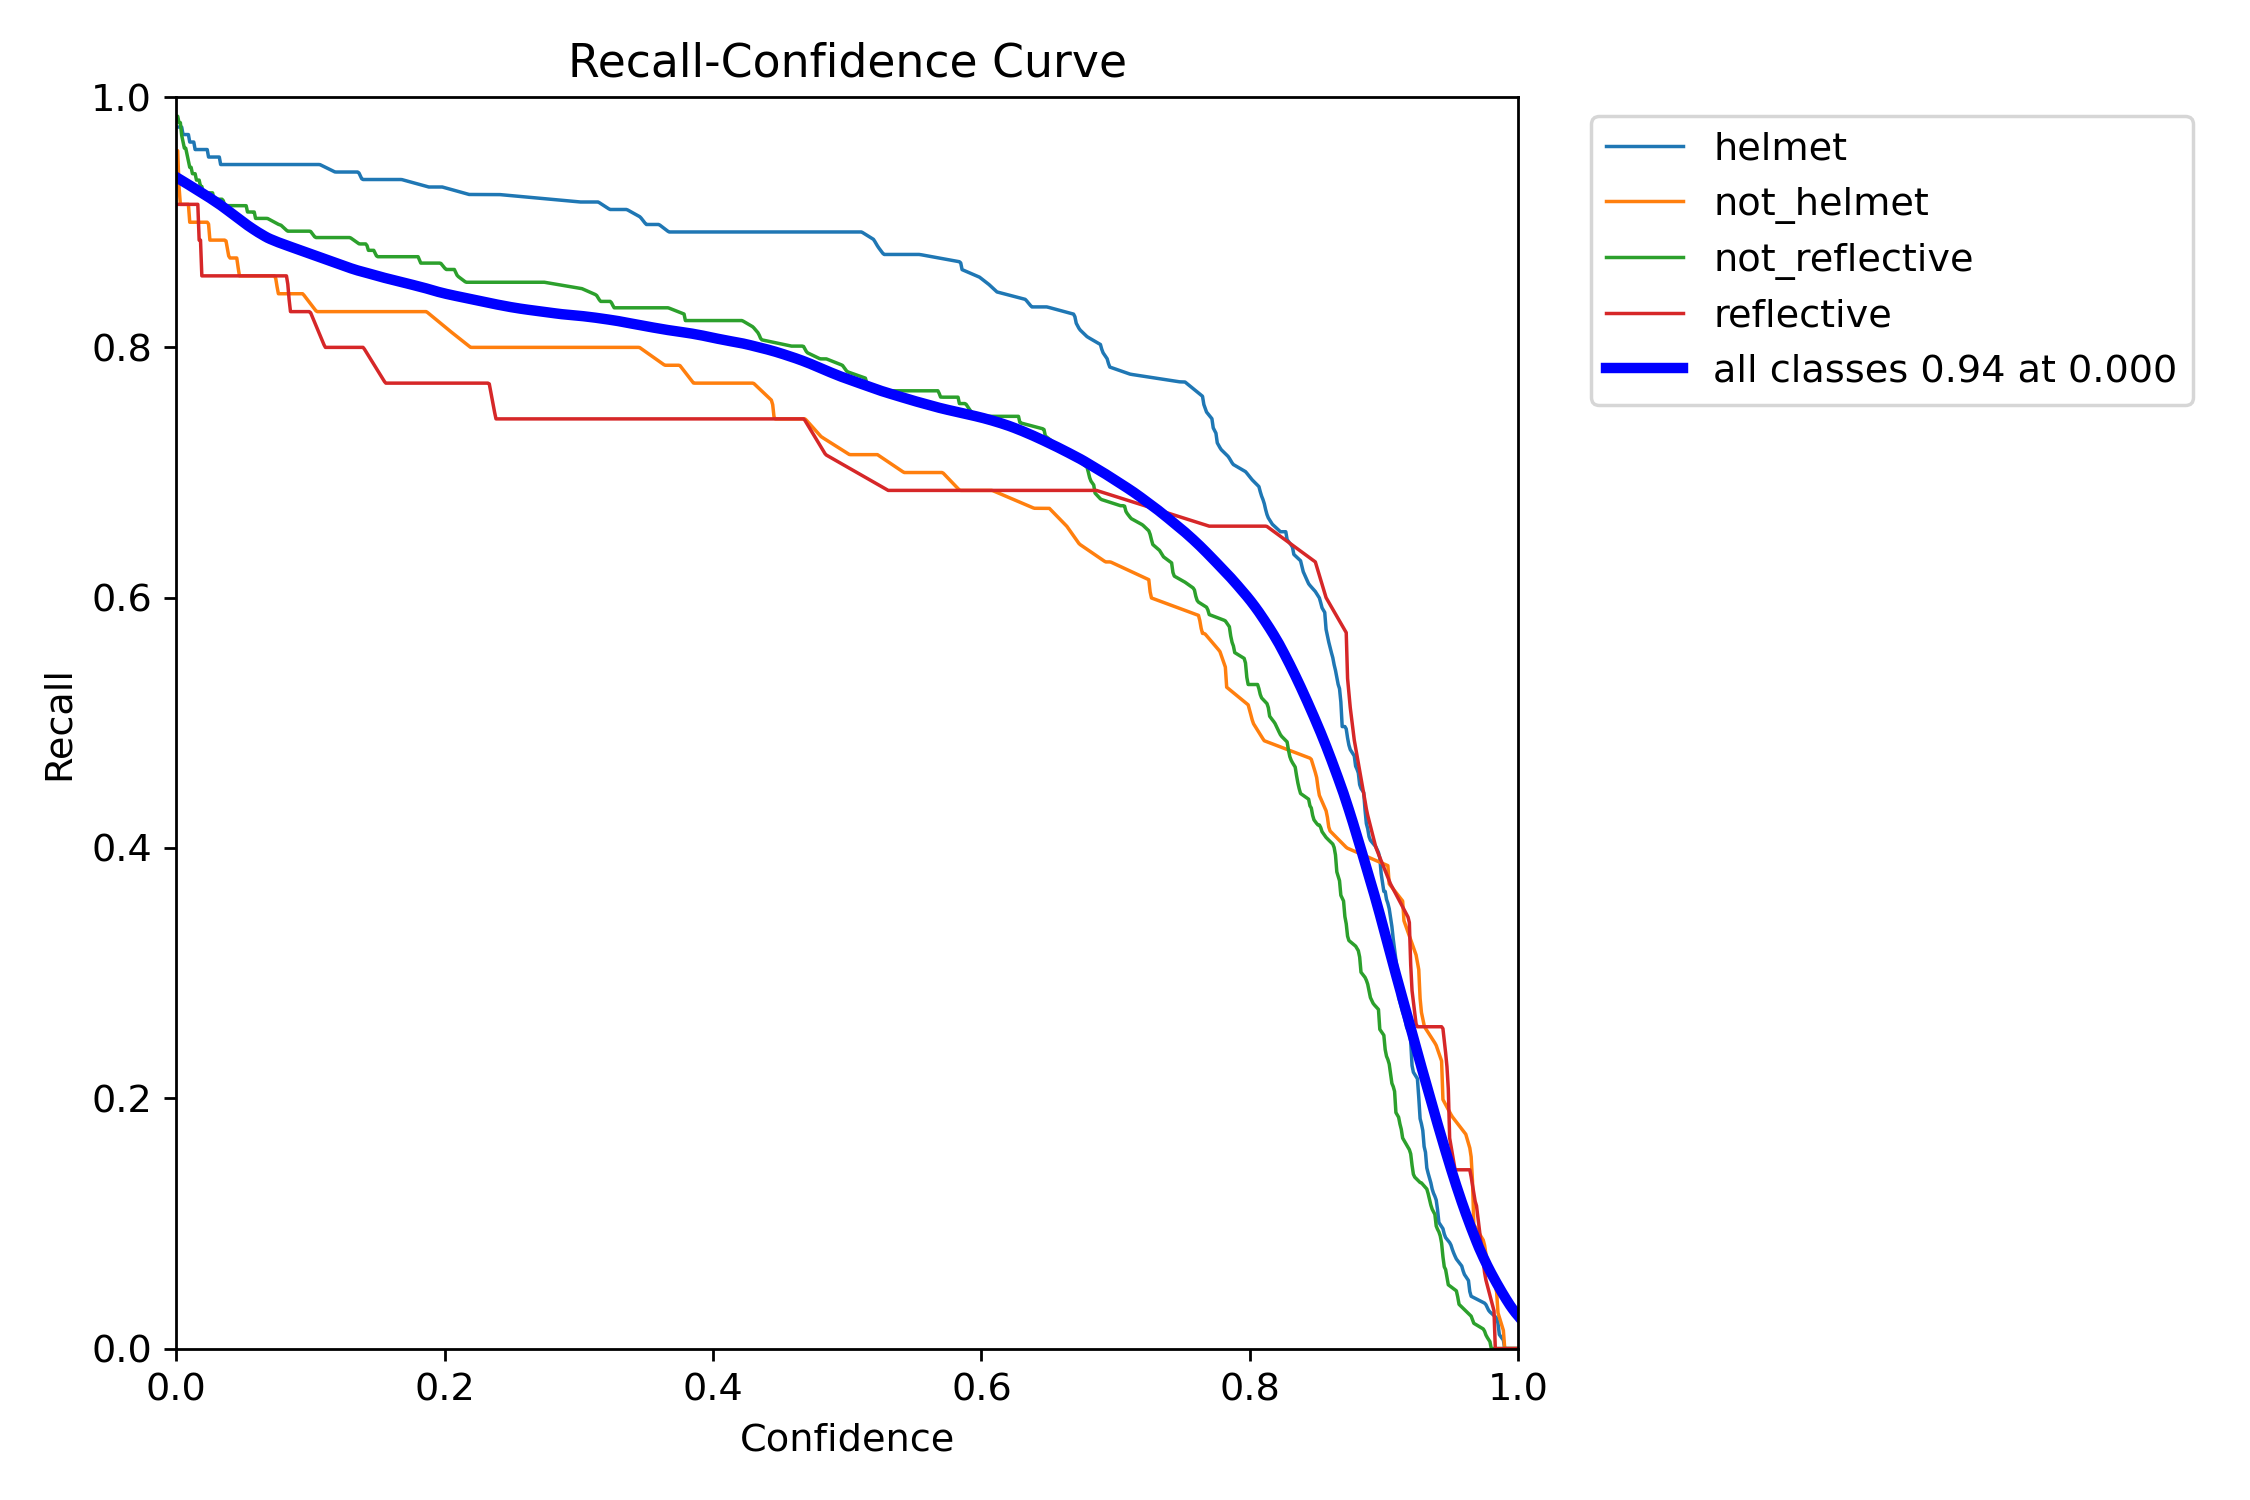 Recall-Confidence Curve
1.0
0.8
0.6
0.4
0.2
0.0
Recall
0.0 0.2 0.4 0.6 0.8 1.0
Confidence
helmet
not_helmet
not_reflective
reflective
all classes 0.94 at 0.000